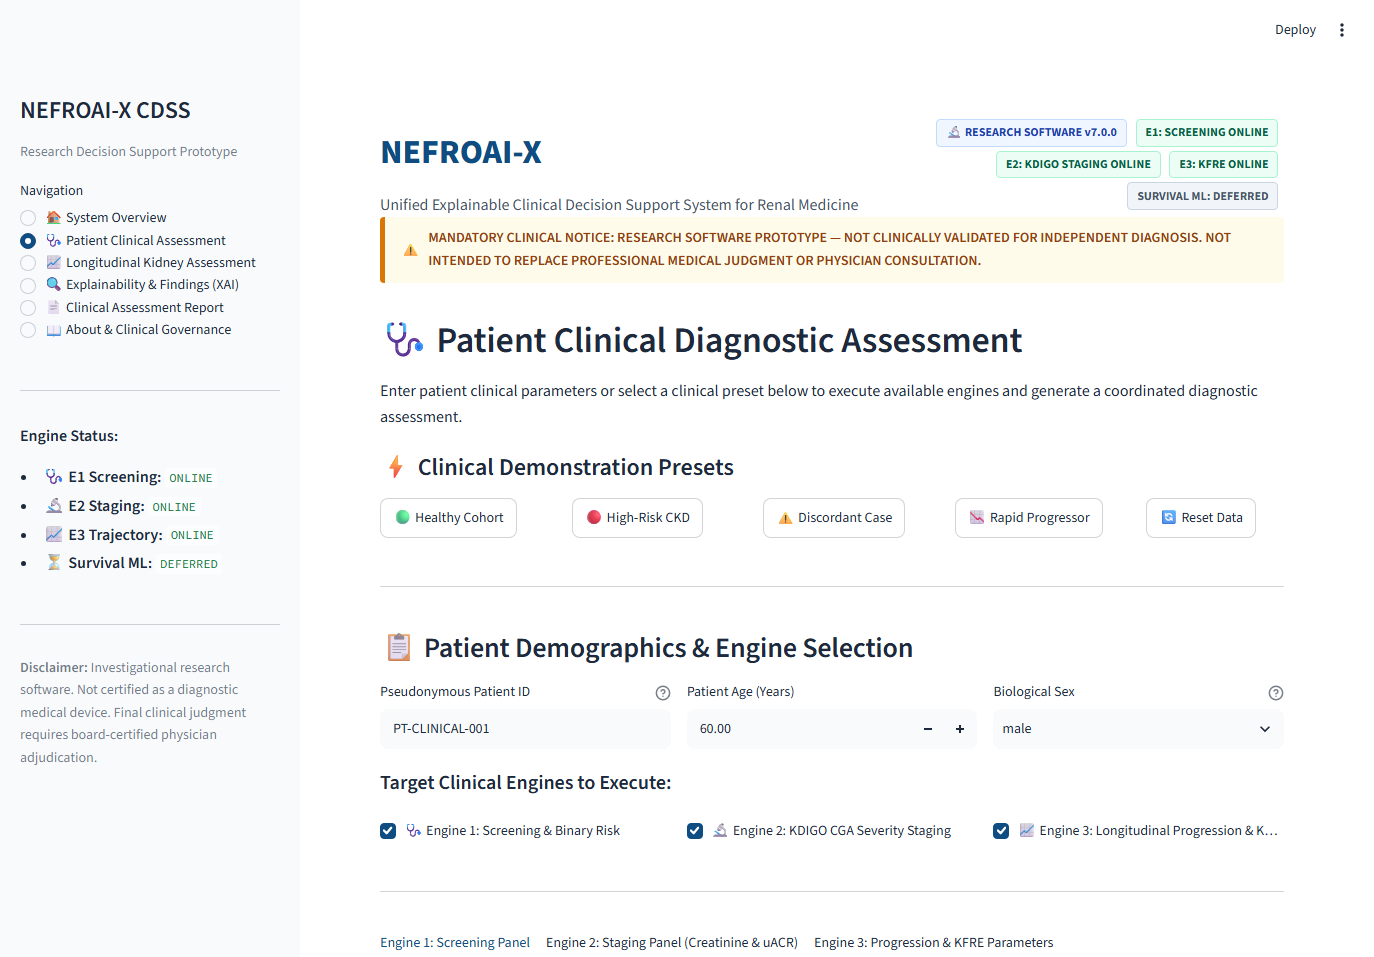 Deploy
NEFROAI-X CDSS
Research Decision Support Prototype
Navigation
System Overview
Patient Clinical Assessment
Longitudinal Kidney Assessment
Explainability & Findings (XAI)
Clinical Assessment Report
About & Clinical Governance
Engine Status:
E1 Screening: ONLINE
E2 Staging: ONLINE
E3 Trajectory: ONLINE
Survival ML: DEFERRED
Disclaimer: Investigational research
software. Not certified as a diagnostic
medical device. Final clinical judgment
requires board-certified physician
adjudication.
NEFROAI-X
Unified Explainable Clinical Decision Support System for Renal Medicine
RESEARCH SOFTWARE v7.0.0
E1: SCREENING ONLINE
E2: KDIGO STAGING ONLINE
E3: KFRE ONLINE
SURVIVAL ML: DEFERRED
MANDATORY CLINICAL NOTICE: RESEARCH SOFTWARE PROTOTYPE — NOT CLINICALLY VALIDATED FOR INDEPENDENT DIAGNOSIS. NOT
INTENDED TO REPLACE PROFESSIONAL MEDICAL JUDGMENT OR PHYSICIAN CONSULTATION.
Patient Clinical Diagnostic Assessment
Enter patient clinical parameters or select a clinical preset below to execute available engines and generate a coordinated diagnostic
assessment.
Clinical Demonstration Presets
Healthy Cohort
High-Risk CKD
Discordant Case
Rapid Progressor
Reset Data
Patient Demographics & Engine Selection
Pseudonymous Patient ID
PT-CLINICAL-001
Patient Age (Years)
60.00
Biological Sex
male
Target Clinical Engines to Execute:
Engine 1: Screening & Binary Risk
Engine 2: KDIGO CGA Severity Staging
Engine 3: Longitudinal Progression & K...
Engine 1: Screening Panel
Engine 2: Staging Panel (Creatinine & uACR)
Engine 3: Progression & KFRE Parameters